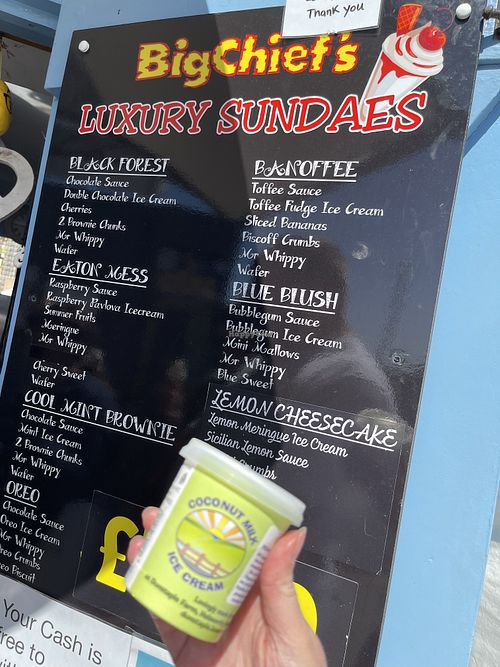 Thank you
BigChief's
LUXURY SUNDAES
BLACK FOREST
Chocolate Sauce
Double Chocolate Ice Cream
Cherries
2 Brownie Chunks
Mr Whippy
Wafer
EATON MESS
Raspberry Sauce
Raspberry Pavlova Icecream
Summer Fruits
Meringue
Mr Whippy
Cherry Sweet
Wafer
COOL MINT BROWNIE
Chocolate Sauce
Mint Ice Cream
2 Brownie Chunks
Mr Whippy
Wafer
OREO
Chocolate Sauce
Oreo Ice Cream
Mr Whippy
Oreo Crumbs
Oreo Biscuit
BANOFFEE
Toffee Sauce
Toffee Fudge Ice Cream
Sliced Bananas
Biscoff Crumbs
Mr Whippy
Wafer
BLUE BLUSH
Bubblegum Sauce
Bubblegum Ice Cream
Mini Mallows
Mr Whippy
Blue Sweet
LEMON CHEESECAKE
Lemon Meringue Ice Cream
Sicilian Lemon Sauce
Crumbs
£
COCONUT MILK
ICE CREAM
Your Cash is
free to